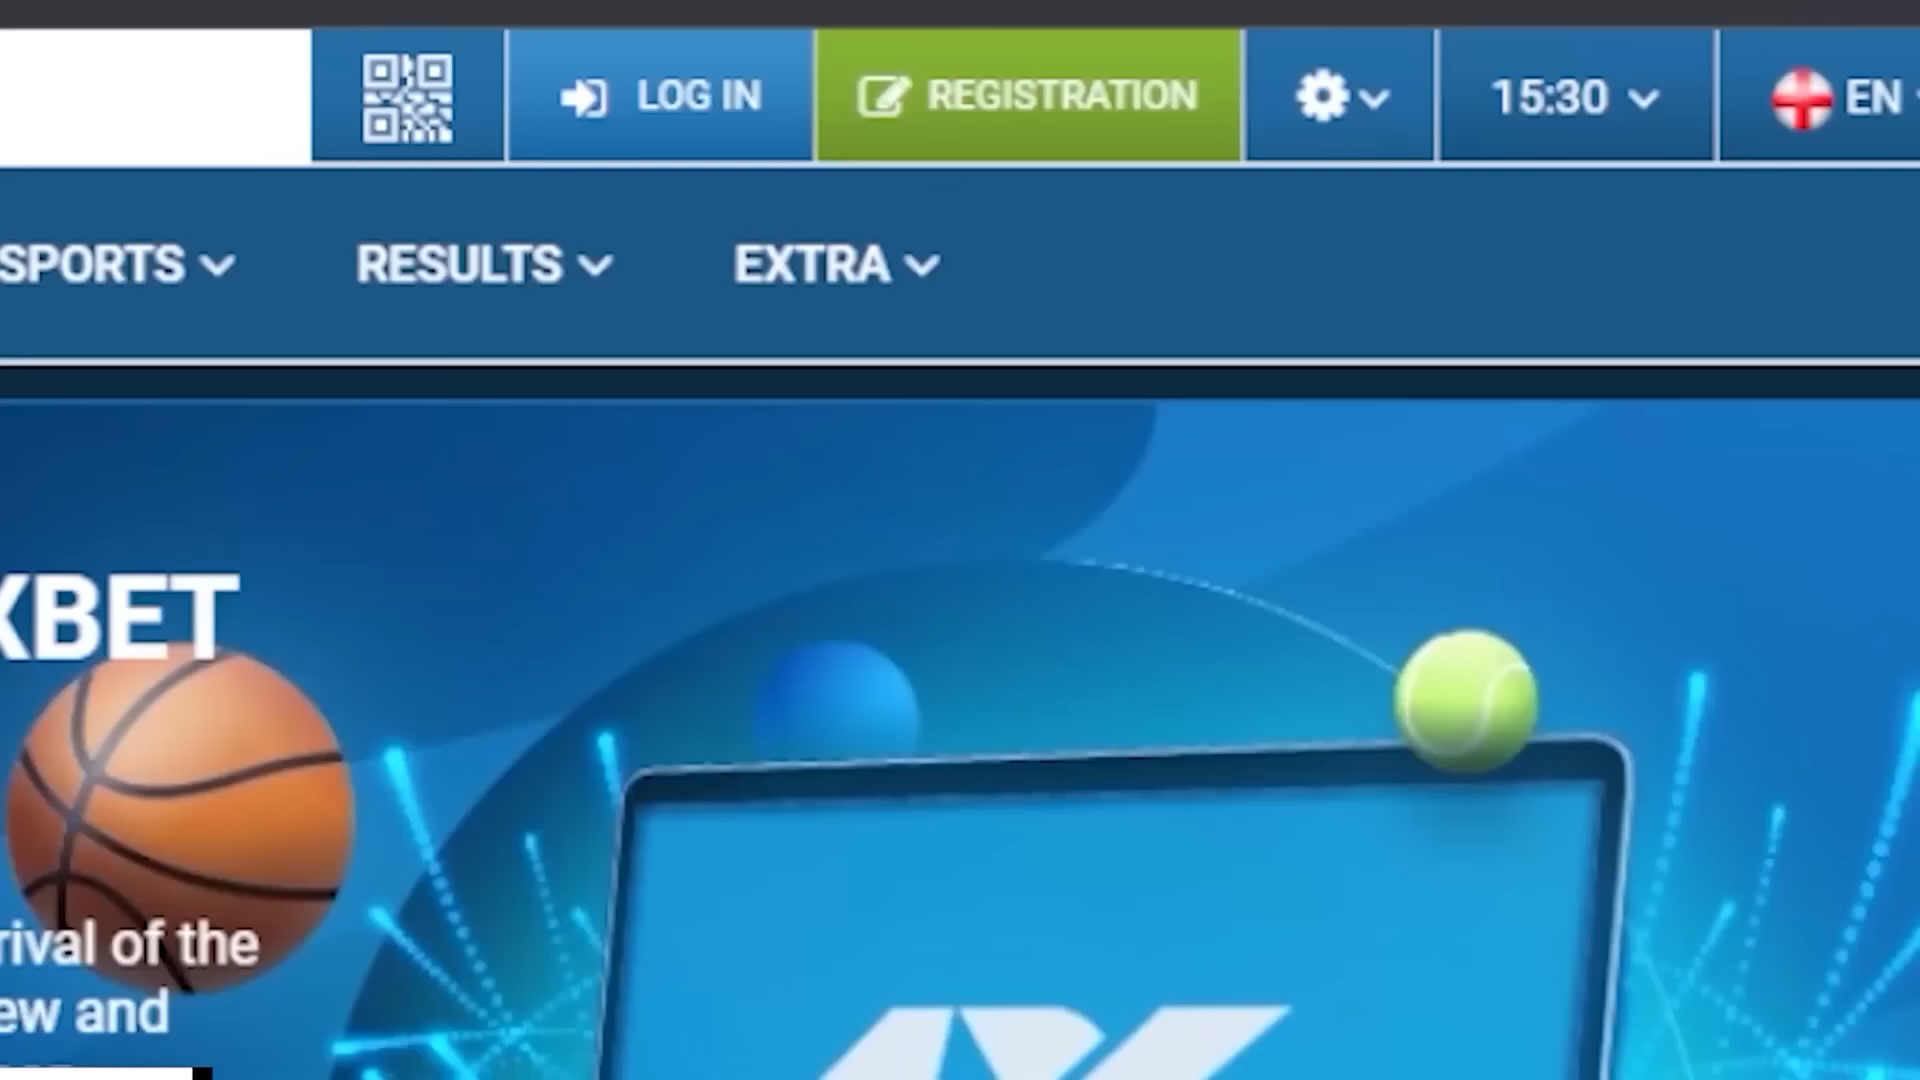 LOG IN
REGISTRATION
15:30
EN
SPORTS
RESULTS
EXTRA
XBET
rival of the
ew and